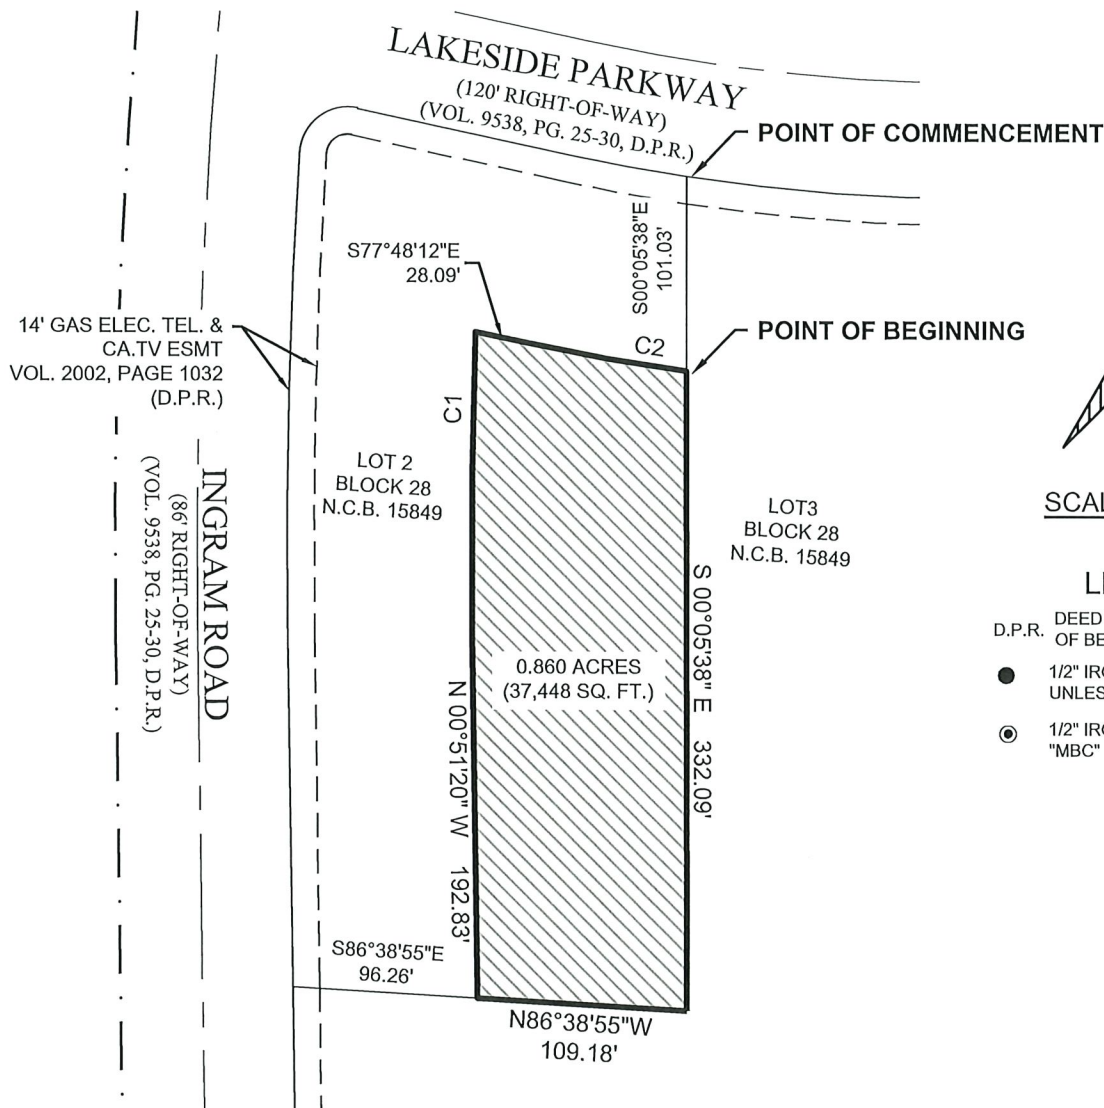 LAKESIDE PARKWAY
(120' RIGHT-OF-WAY)
(VOL. 9538, PG. 25-30, D.P.R.)
POINT OF COMMENCEMENT
S00°05'38"E
101.03'
S77°48'12"E
28.09'
C2
POINT OF BEGINNING
14' GAS ELEC. TEL. &
CA.TV ESMT
VOL. 2002, PAGE 1032
(D.P.R.)
C1
INGRAM ROAD
(86' RIGHT-OF-WAY)
(VOL. 9538, PG. 25-30, D.P.R.)
LOT 2
BLOCK 28
N.C.B. 15849
LOT3
BLOCK 28
N.C.B. 15849
S 00°05'38" E 332.09'
0.860 ACRES
(37,448 SQ. FT.)
N 00°51'20" W 192.83'
S86°38'55"E
96.26'
N86°38'55"W
109.18'
SCAL
D.P.R. DEED
OF BE
1/2" IRO
UNLES
1/2" IRO
"MBC"